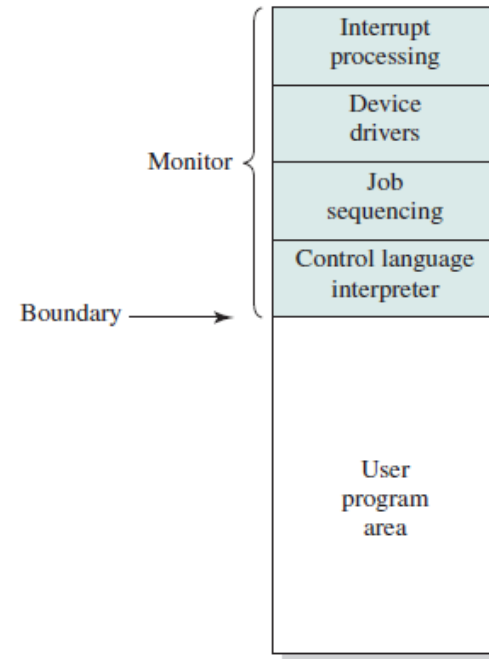 Interrupt
processing
Device
drivers
Monitor
Job
sequencing
Control language
interpreter
Boundary
User
program
area